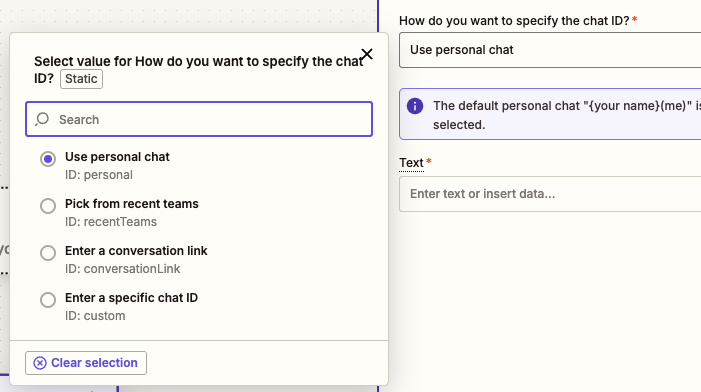 Select value for How do you want to specify the chat
ID? Static
Search
Use personal chat
ID: personal
Pick from recent teams
ID: recentTeams
Enter a conversation link
ID: conversationLink
Enter a specific chat ID
ID: custom
Clear selection
How do you want to specify the chat ID?*
Use personal chat
The default personal chat "{your name}(me)" is
selected.
Text*
Enter text or insert data...